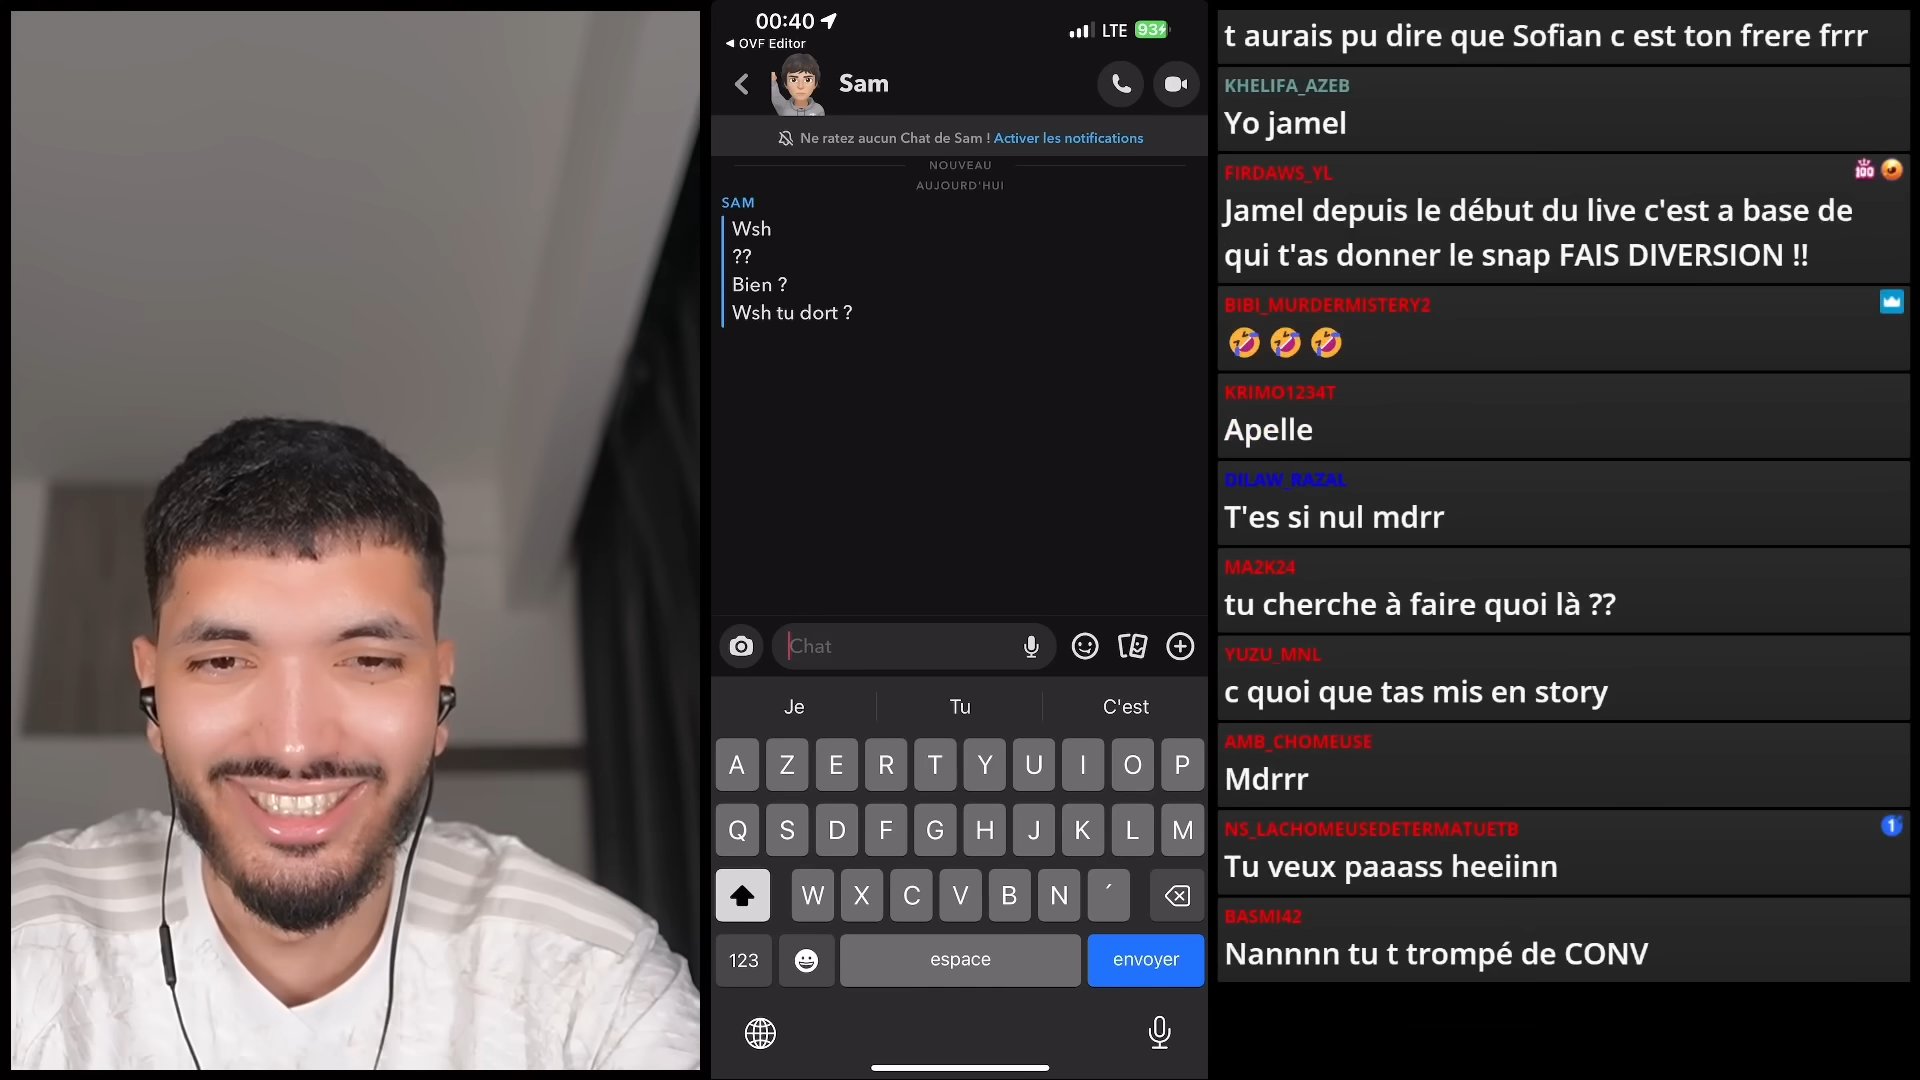 00:40
LTE 93
◄ OVF Editor
Sam
Ne ratez aucun Chat de Sam ! Activer les notifications
NOUVEAU
AUJOURD'HUI
SAM
Wsh
??
Bien ?
Wsh tu dort ?
Chat
Je Tu C'est
A Z E R T Y U I O P
Q S D F G H J K L M
W X C V B N ´
123 espace envoyer
t aurais pu dire que Sofian c est ton frere frrr
KHELIFA_AZEB
Yo jamel
FIRDAWS_YL 100
Jamel depuis le début du live c'est a base de
qui t'as donner le snap FAIS DIVERSION !!
BIBI_MURDERMISTERY2
🤣 🤣 🤣
KRIMO1234T
Apelle
DILAW_RAZAL
T'es si nul mdrr
MA2K24
tu cherche à faire quoi là ??
YUZU_MNL
c quoi que tas mis en story
AMB_CHOMEUSE
Mdrrr
NS_LACHOMEUSEDETERMATUETB 1
Tu veux paaass heeiinn
BASMI42
Nannnn tu t trompé de CONV